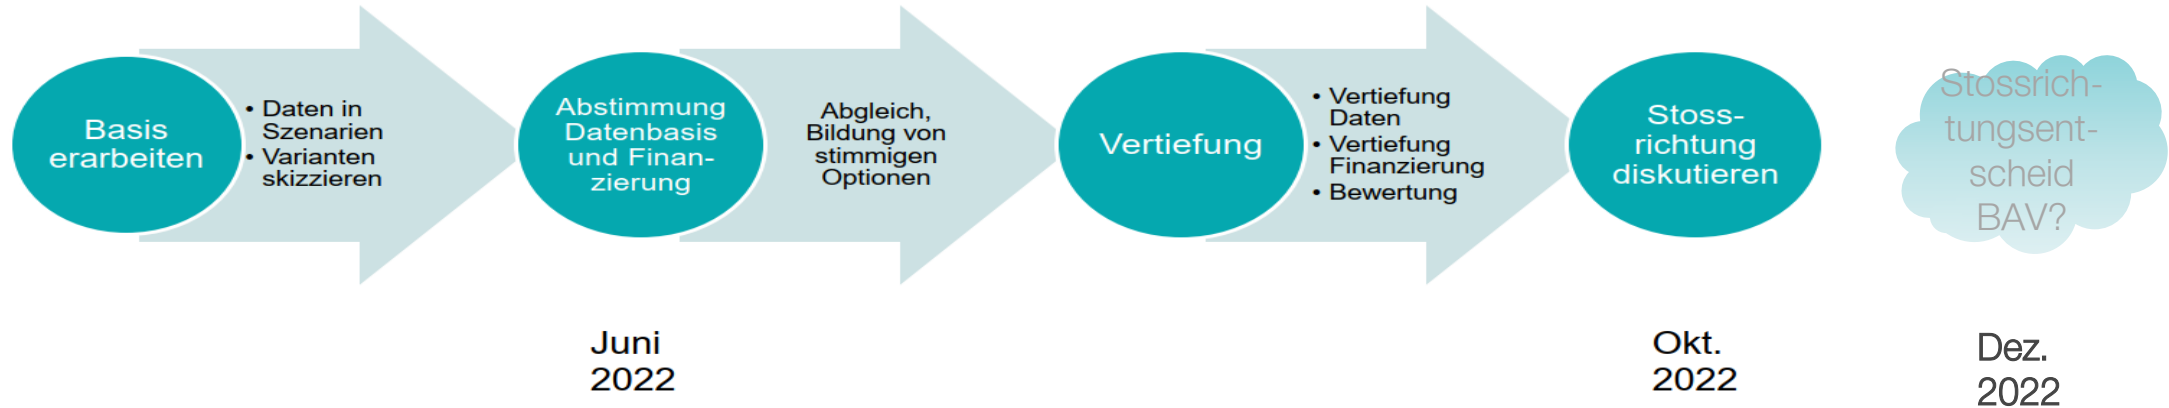 Basis
erarbeiten
• Daten in
Szenarien
• Varianten
skizzieren
Abstimmung
Datenbasis
und Finan-
zierung
Abgleich,
Bildung von
stimmigen
Optionen
Vertiefung
• Vertiefung
Daten
• Vertiefung
Finanzierung
• Bewertung
Stoss-
richtung
diskutieren
Stossrich-
tungsent-
scheid
BAV?
Juni
2022
Okt.
2022
Dez.
2022